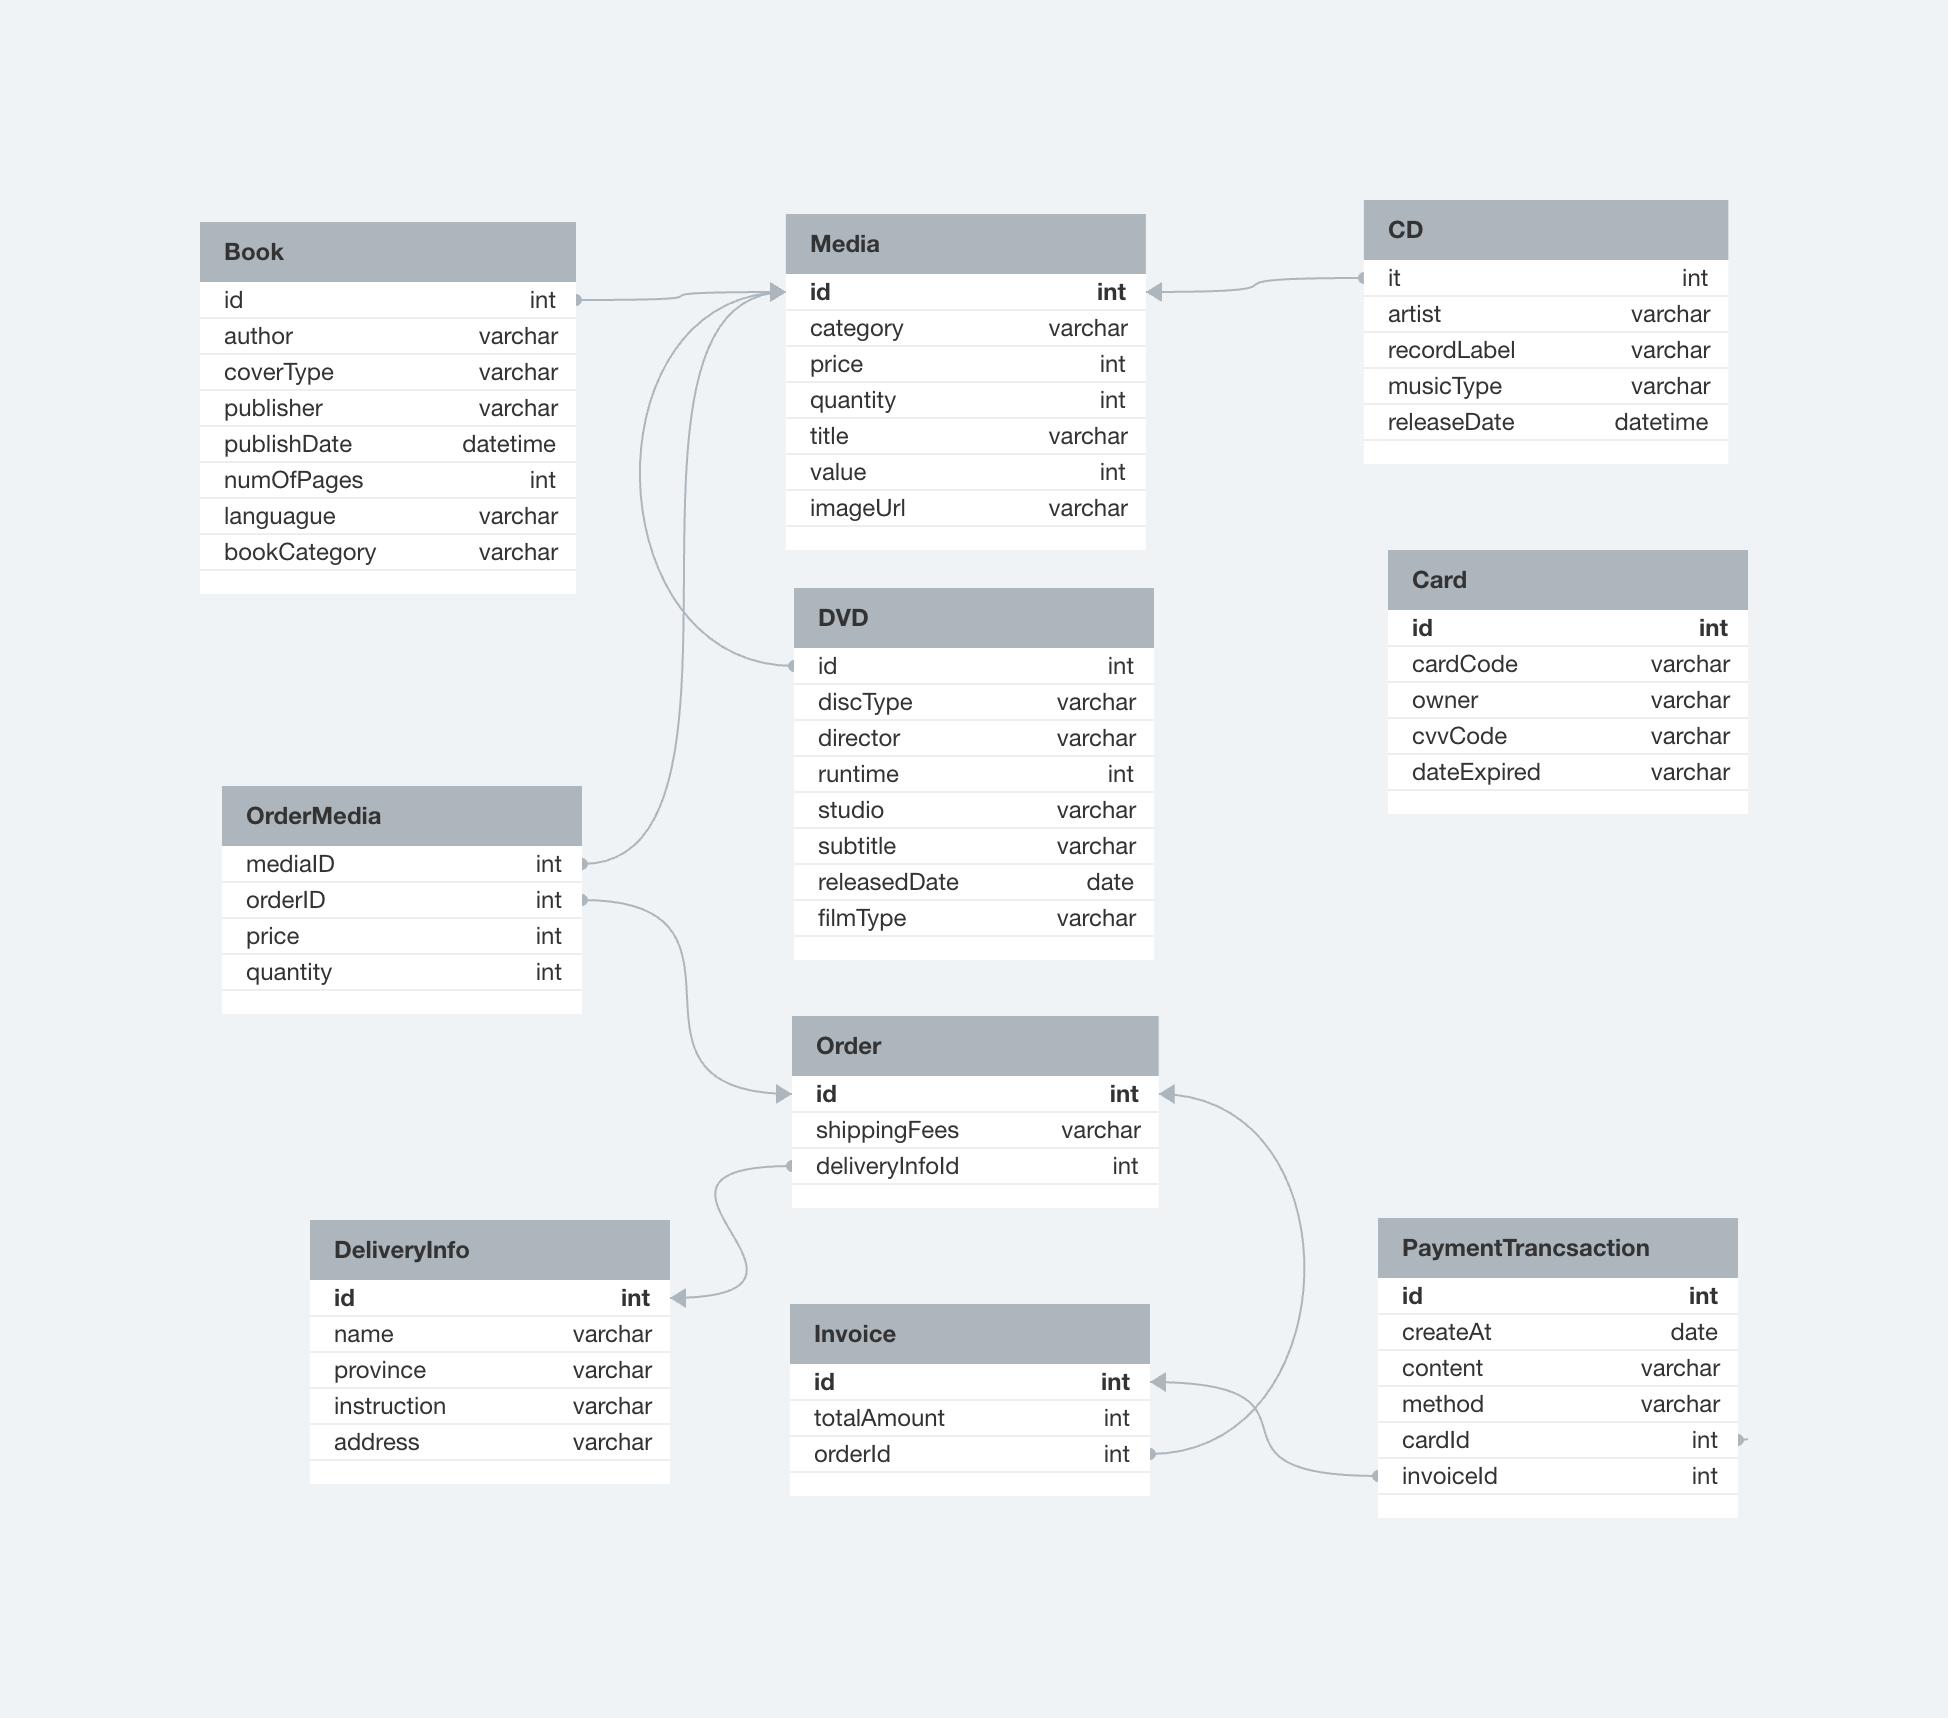 Book
id int
author varchar
coverType varchar
publisher varchar
publishDate datetime
numOfPages int
languague varchar
bookCategory varchar
Media
id int
category varchar
price int
quantity int
title varchar
value int
imageUrl varchar
CD
it int
artist varchar
recordLabel varchar
musicType varchar
releaseDate datetime
Card
id int
cardCode varchar
owner varchar
cvvCode varchar
dateExpired varchar
DVD
id int
discType varchar
director varchar
runtime int
studio varchar
subtitle varchar
releasedDate date
filmType varchar
OrderMedia
mediaID int
orderID int
price int
quantity int
Order
id int
shippingFees varchar
deliveryInfoId int
DeliveryInfo
id int
name varchar
province varchar
instruction varchar
address varchar
Invoice
id int
totalAmount int
orderId int
PaymentTrancsaction
id int
createAt date
content varchar
method varchar
cardId int
invoiceId int